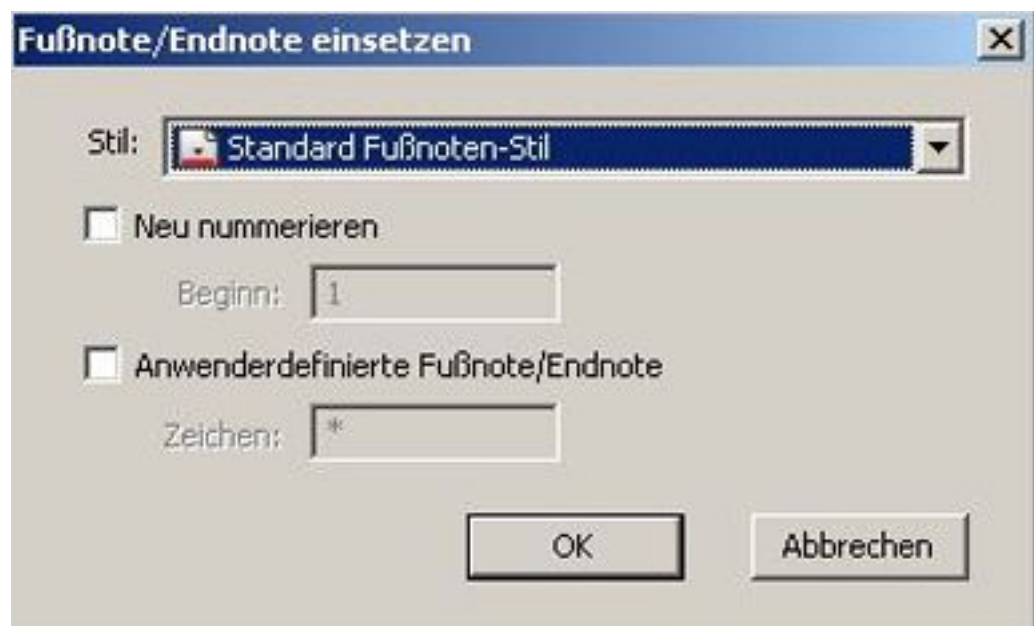 Fußnote/Endnote einsetzen
Stil: Standard Fußnoten-Stil
Neu nummerieren
Beginn: 1
Anwenderdefinierte Fußnote/Endnote
Zeichen: *
OK Abbrechen